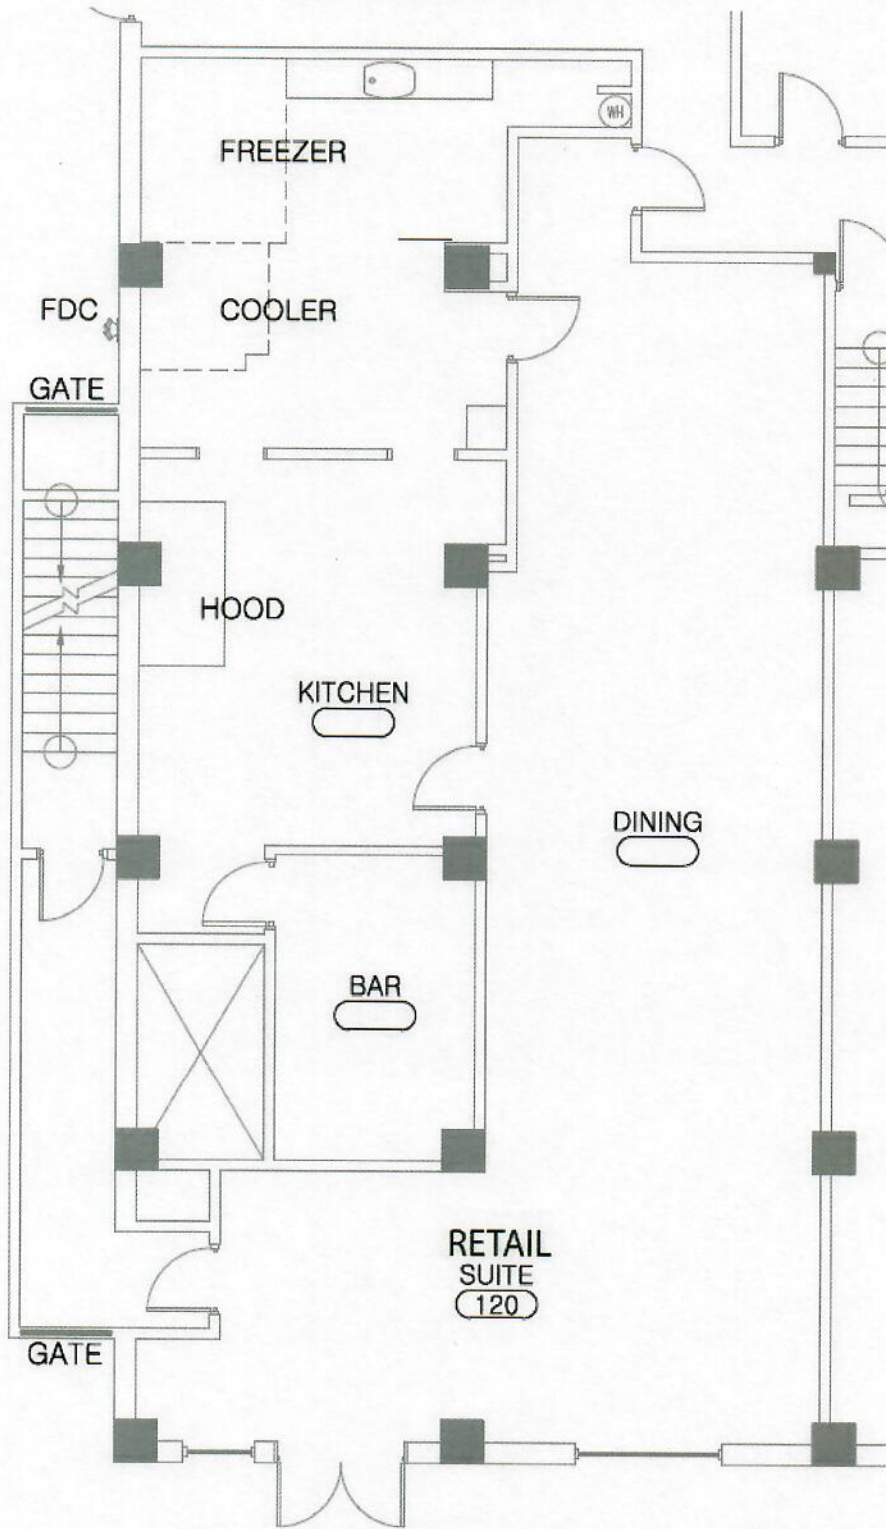 WH
FREEZER
FDC
COOLER
GATE
HOOD
KITCHEN
DINING
BAR
RETAIL
SUITE
120
GATE